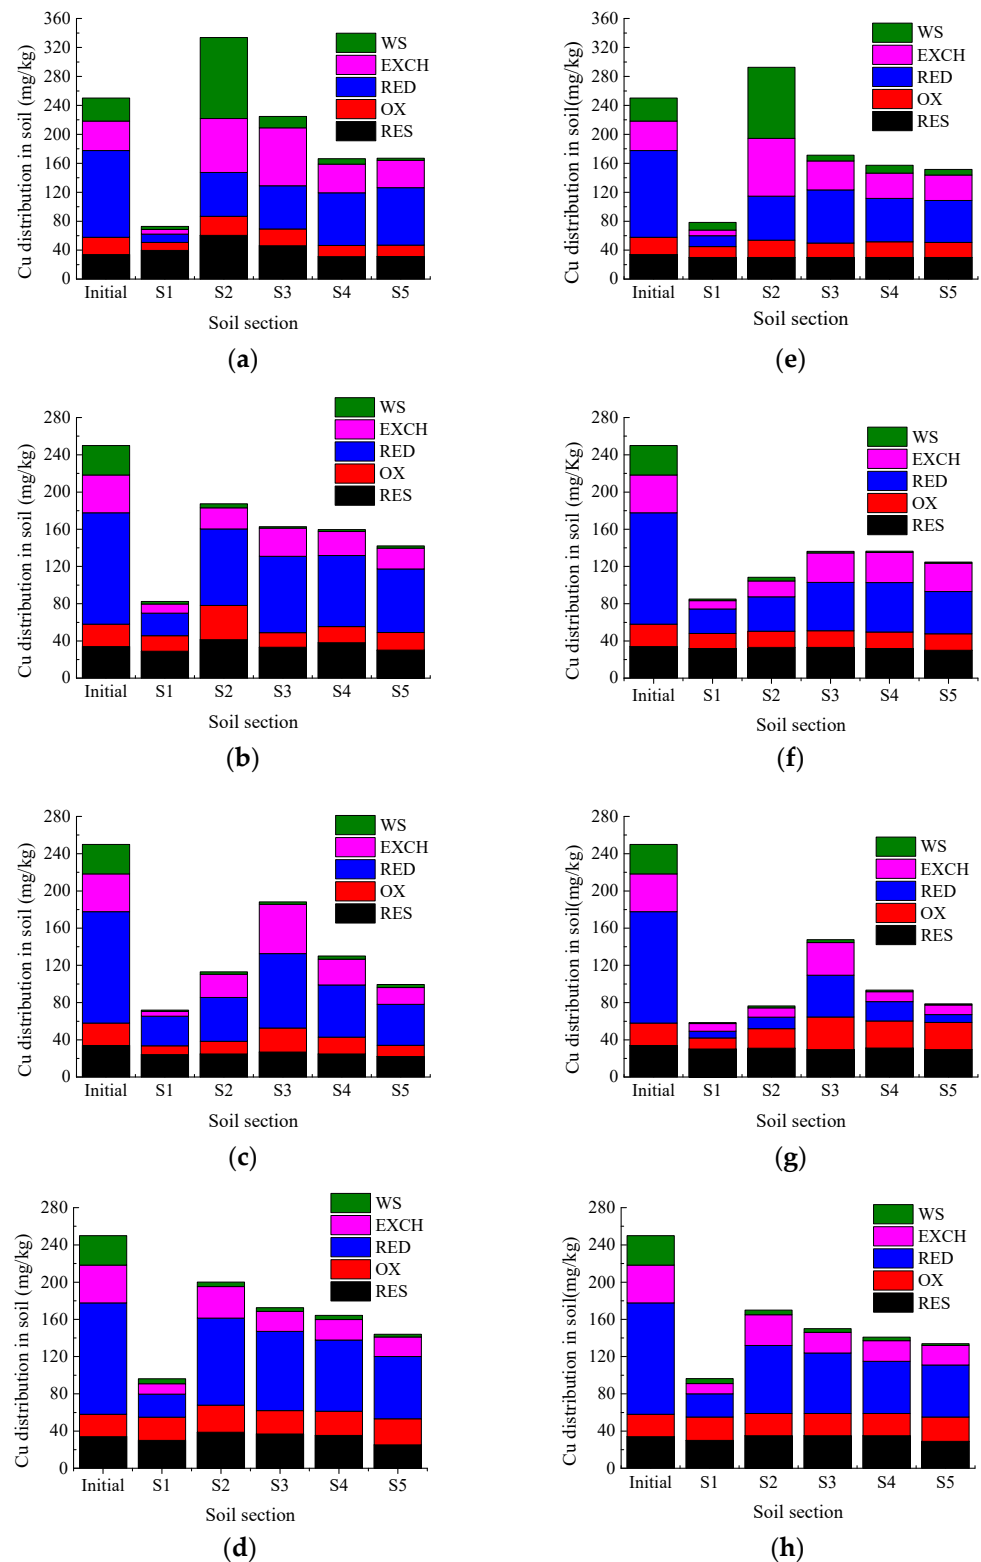 Cu distribution in soil (mg/kg)
360
320
280
240
200
160
120
80
40
0
WS
EXCH
RED
OX
RES
Initial S1 S2 S3 S4 S5
Soil section
(a)
Cu distribution in soil(mg/kg)
360
320
280
240
200
160
120
80
40
0
WS
EXCH
RED
OX
RES
Initial S1 S2 S3 S4 S5
Soil section
(e)
Cu distribution in soil (mg/kg)
280
240
200
160
120
80
40
0
WS
EXCH
RED
OX
RES
Initial S1 S2 S3 S4 S5
Soil section
(b)
Cu distribution in soil (mg/Kg)
280
240
200
160
120
80
40
0
WS
EXCH
RED
OX
RES
Initial S1 S2 S3 S4 S5
Soil section
(f)
Cu distribution in soil (mg/kg)
280
240
200
160
120
80
40
0
WS
EXCH
RED
OX
RES
Initial S1 S2 S3 S4 S5
Soil section
(c)
Cu distribution in soil(mg/kg)
280
240
200
160
120
80
40
0
WS
EXCH
RED
OX
RES
Initial S1 S2 S3 S4 S5
Soil section
(g)
Cu distribution in soil (mg/kg)
280
240
200
160
120
80
40
0
WS
EXCH
RED
OX
RES
Initial S1 S2 S3 S4 S5
Soil section
(d)
Cu distribution in soil(mg/kg)
280
240
200
160
120
80
40
0
WS
EXCH
RED
OX
RES
Initial S1 S2 S3 S4 S5
Soil section
(h)